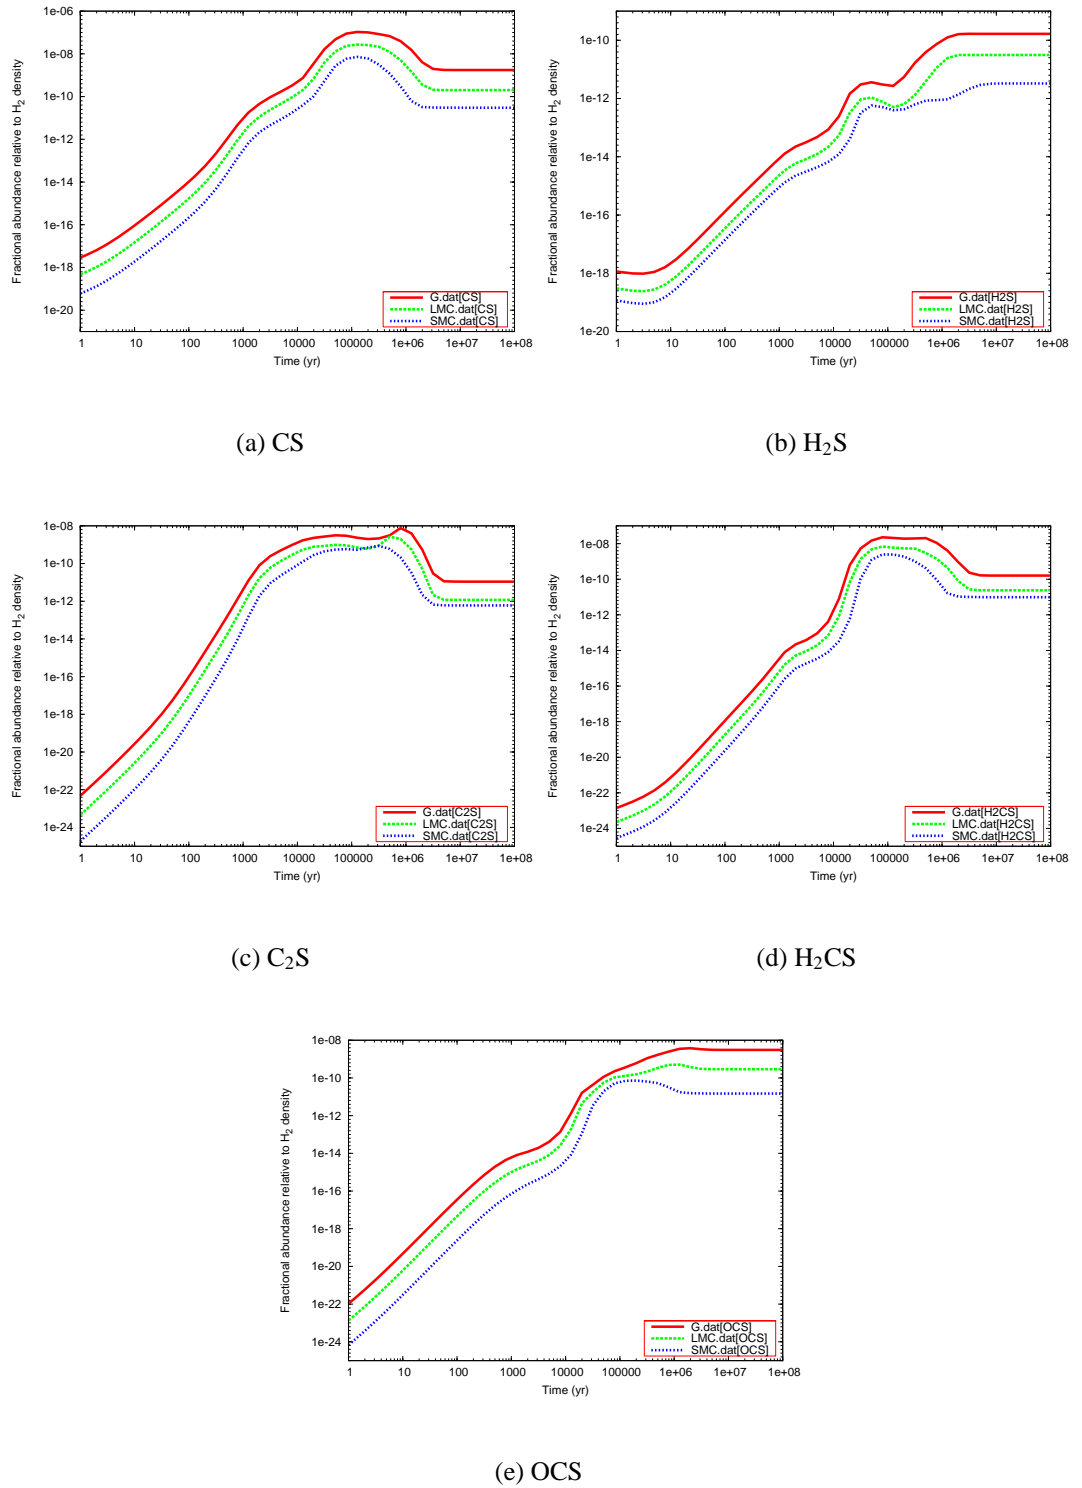 1e-06
1e-08
1e-10
1e-12
1e-14
1e-16
1e-18
1e-20
Fractional abundance relative to H2 density
1 10 100 1000 10000 100000 1e+06 1e+07 1e+08
Time (yr)
G.dat[CS]
LMC.dat[CS]
SMC.dat[CS]
(a) CS
1e-10
1e-12
1e-14
1e-16
1e-18
1e-20
Fractional abundance relative to H2 density
1 10 100 1000 10000 100000 1e+06 1e+07 1e+08
Time (yr)
G.dat[H2S]
LMC.dat[H2S]
SMC.dat[H2S]
(b) H2S
1e-08
1e-10
1e-12
1e-14
1e-16
1e-18
1e-20
1e-22
1e-24
Fractional abundance relative to H2 density
1 10 100 1000 10000 100000 1e+06 1e+07 1e+08
Time (yr)
G.dat[C2S]
LMC.dat[C2S]
SMC.dat[C2S]
(c) C2S
1e-08
1e-10
1e-12
1e-14
1e-16
1e-18
1e-20
1e-22
1e-24
Fractional abundance relative to H2 density
1 10 100 1000 10000 100000 1e+06 1e+07 1e+08
Time (yr)
G.dat[H2CS]
LMC.dat[H2CS]
SMC.dat[H2CS]
(d) H2CS
1e-08
1e-10
1e-12
1e-14
1e-16
1e-18
1e-20
1e-22
1e-24
Fractional abundance relative to H2 density
1 10 100 1000 10000 100000 1e+06 1e+07 1e+08
Time (yr)
G.dat[OCS]
LMC.dat[OCS]
SMC.dat[OCS]
(e) OCS